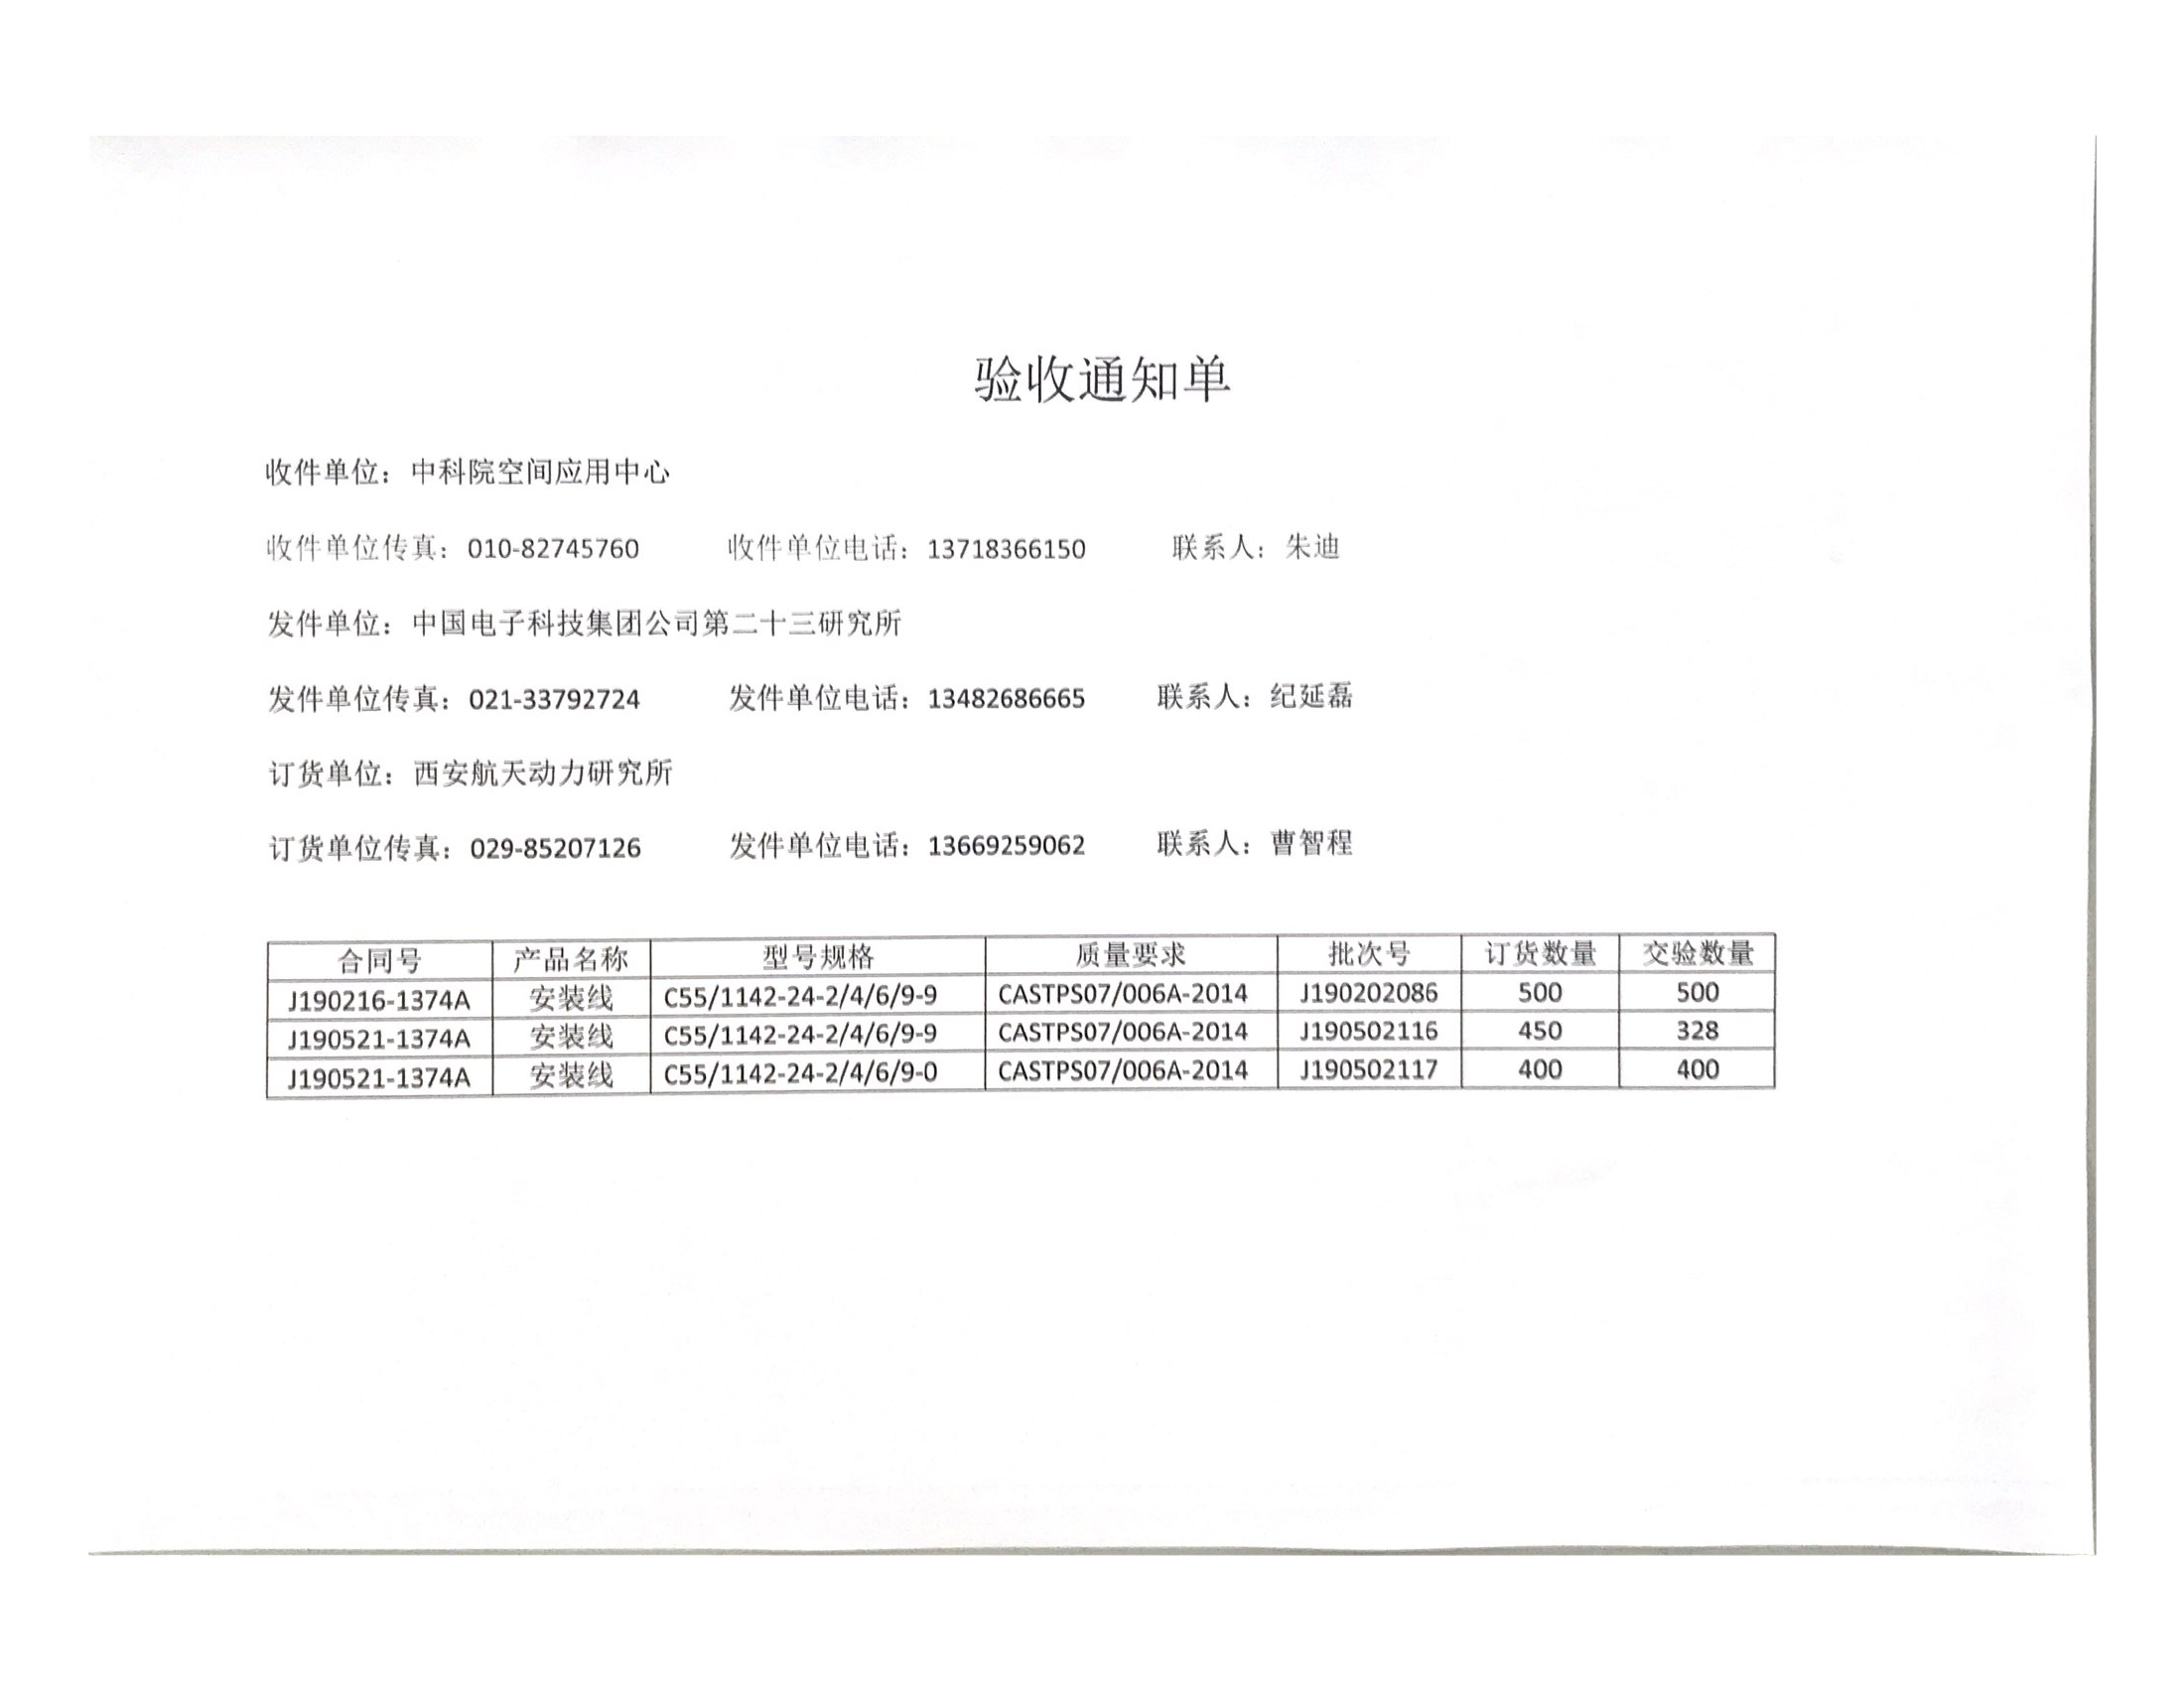 验收通知单
收件单位：中科院空间应用中心
收件单位传真：010-82745760 收件单位电话：13718366150 联系人：朱迪
发件单位：中国电子科技集团公司第二十三研究所
发件单位传真：021-33792724 发件单位电话：13482686665 联系人：纪延磊
订货单位：西安航天动力研究所
订货单位传真：029-85207126 发件单位电话：13669259062 联系人：曹智程
合同号 产品名称 型号规格 质量要求 批次号 订货数量 交验数量
J190216-1374A 安装线 C55/1142-24-2/4/6/9-9 CASTPS07/006A-2014 J190202086 500 500
J190521-1374A 安装线 C55/1142-24-2/4/6/9-9 CASTPS07/006A-2014 J190502116 450 328
J190521-1374A 安装线 C55/1142-24-2/4/6/9-0 CASTPS07/006A-2014 J190502117 400 400